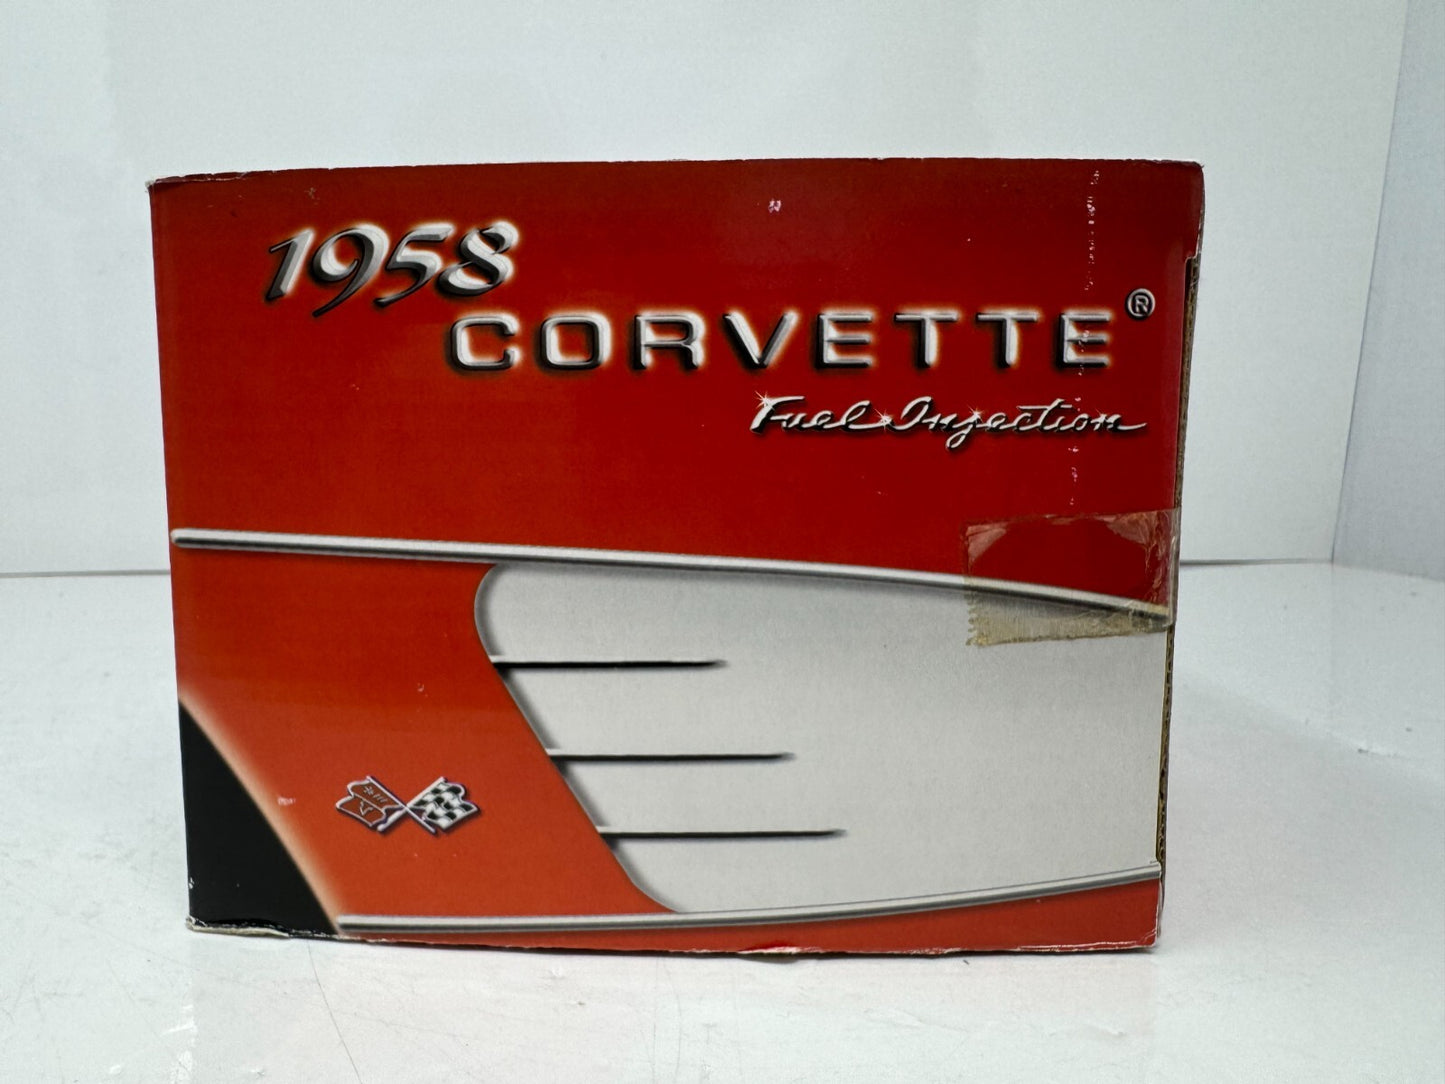 1958
CORVETTE®
Fuel Injection